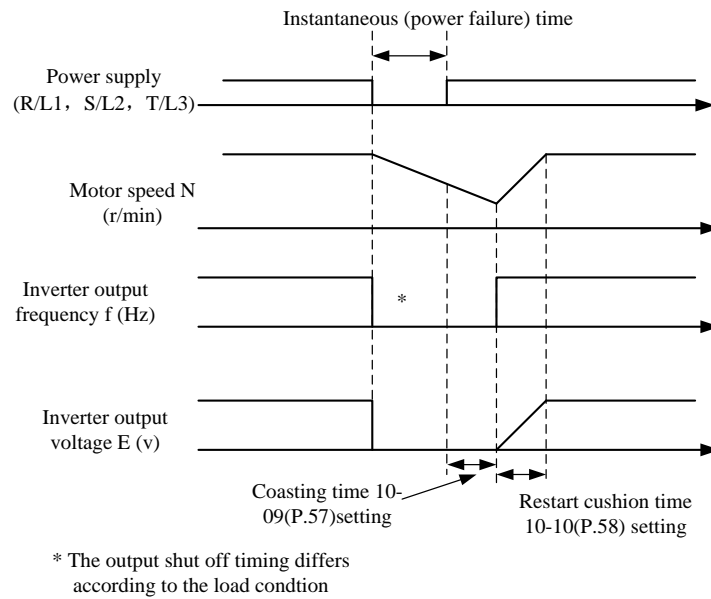 Instantaneous (power failure) time
Power supply
(R/L1，S/L2，T/L3)
Motor speed N
(r/min)
Inverter output
frequency f (Hz)
*
Inverter output
voltage E (v)
Coasting time 10-
09(P.57)setting
Restart cushion time
10-10(P.58) setting
* The output shut off timing differs
according to the load condtion